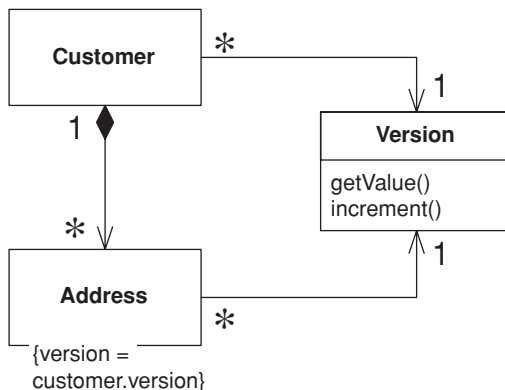 Customer
*
1
1
Version
getValue()
increment()
*
1
Address
*
{version =
customer.version}